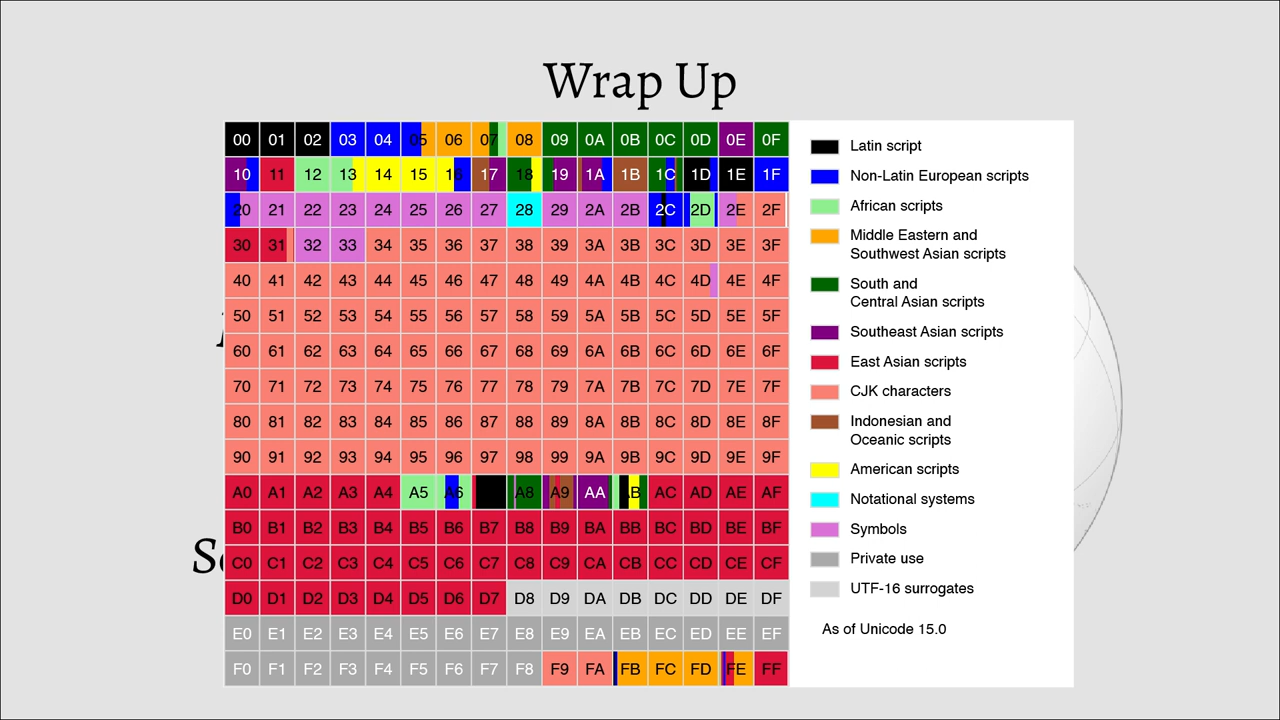 Wrap Up
00 01 02 03 04 05 06 07 08 09 0A 0B 0C 0D 0E 0F
10 11 12 13 14 15 16 17 18 19 1A 1B 1C 1D 1E 1F
20 21 22 23 24 25 26 27 28 29 2A 2B 2C 2D 2E 2F
30 31 32 33 34 35 36 37 38 39 3A 3B 3C 3D 3E 3F
40 41 42 43 44 45 46 47 48 49 4A 4B 4C 4D 4E 4F
50 51 52 53 54 55 56 57 58 59 5A 5B 5C 5D 5E 5F
60 61 62 63 64 65 66 67 68 69 6A 6B 6C 6D 6E 6F
70 71 72 73 74 75 76 77 78 79 7A 7B 7C 7D 7E 7F
80 81 82 83 84 85 86 87 88 89 8A 8B 8C 8D 8E 8F
90 91 92 93 94 95 96 97 98 99 9A 9B 9C 9D 9E 9F
A0 A1 A2 A3 A4 A5 A6 A8 A9 AA AB AC AD AE AF
B0 B1 B2 B3 B4 B5 B6 B7 B8 B9 BA BB BC BD BE BF
C0 C1 C2 C3 C4 C5 C6 C7 C8 C9 CA CB CC CD CE CF
D0 D1 D2 D3 D4 D5 D6 D7 D8 D9 DA DB DC DD DE DF
E0 E1 E2 E3 E4 E5 E6 E7 E8 E9 EA EB EC ED EE EF
F0 F1 F2 F3 F4 F5 F6 F7 F8 F9 FA FB FC FD FE FF
Latin script
Non-Latin European scripts
African scripts
Middle Eastern and
Southwest Asian scripts
South and
Central Asian scripts
Southeast Asian scripts
East Asian scripts
CJK characters
Indonesian and
Oceanic scripts
American scripts
Notational systems
Symbols
Private use
UTF-16 surrogates
As of Unicode 15.0